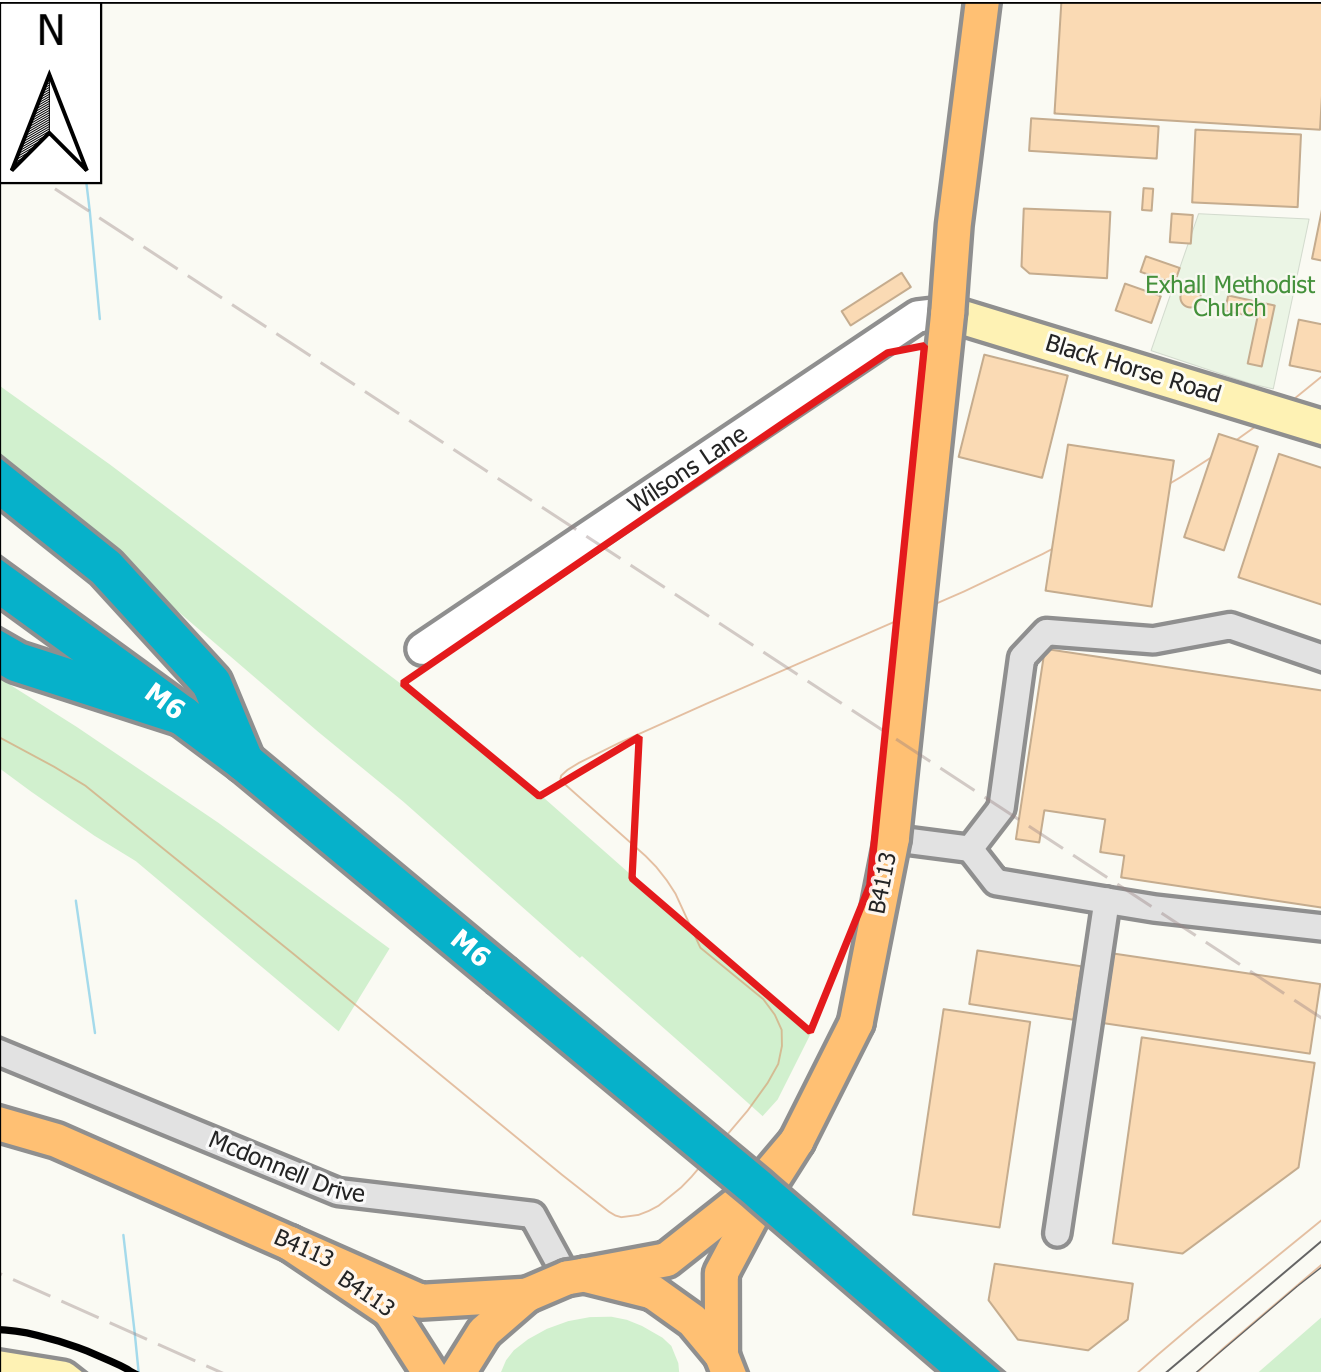 N
Exhall Methodist
Church
Black Horse Road
Wilsons Lane
M6
B4113
M6
Mcdonnell Drive
B4113
B4113